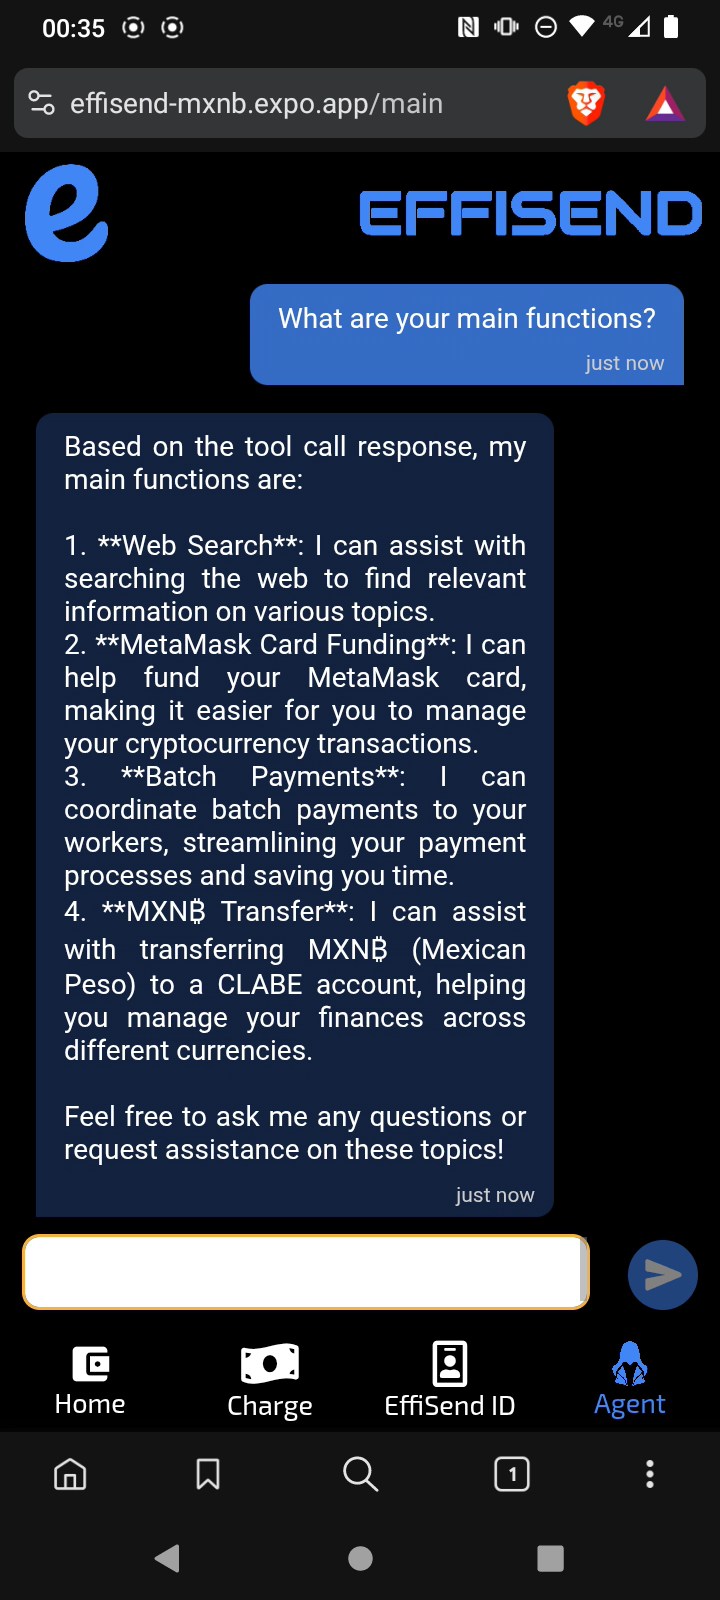 00:35
4G
effisend-mxnb.expo.app/main
e
EFFISEND
What are your main functions?
just now
Based on the tool call response, my
main functions are:
1. **Web Search**: I can assist with
searching the web to find relevant
information on various topics.
2. **MetaMask Card Funding**: I can
help fund your MetaMask card,
making it easier for you to manage
your cryptocurrency transactions.
3. **Batch Payments**: I can
coordinate batch payments to your
workers, streamlining your payment
processes and saving you time.
4. **MXN₿ Transfer**: I can assist
with transferring MXN₿ (Mexican
Peso) to a CLABE account, helping
you manage your finances across
different currencies.
Feel free to ask me any questions or
request assistance on these topics!
just now
Home
Charge
EffiSend ID
Agent
1